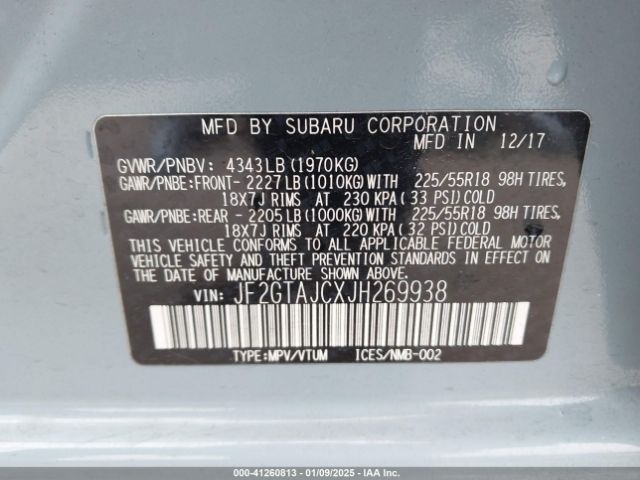 MFD BY SUBARU CORPORATION
MFD IN 12/17
GVWR/PNBV: 4343LB(1970KG)
GAWR/PNBE:FRONT- 2227LB(1010KG)WITH 225/55R18 98H TIRES,
18X7J RIMS AT 230 KPA(33 PSI)COLD
GAWR/PNBE:REAR - 2205LB(1000KG)WITH 225/55R18 98H TIRES,
18X7J RIMS AT 220 KPA(32 PSI)COLD
THIS VEHICLE CONFORMS TO ALL APPLICABLE FEDERAL MOTOR
VEHICLE SAFETY AND THEFT PREVENTION STANDARDS IN EFFECT ON
THE DATE OF MANUFACTURE SHOWN ABOVE.
VIN: JF2GTAJCXJH269938
TYPE:MPV/VTUM ICES/NMB-002
000-41260813 - 01/09/2025 - IAA Inc.